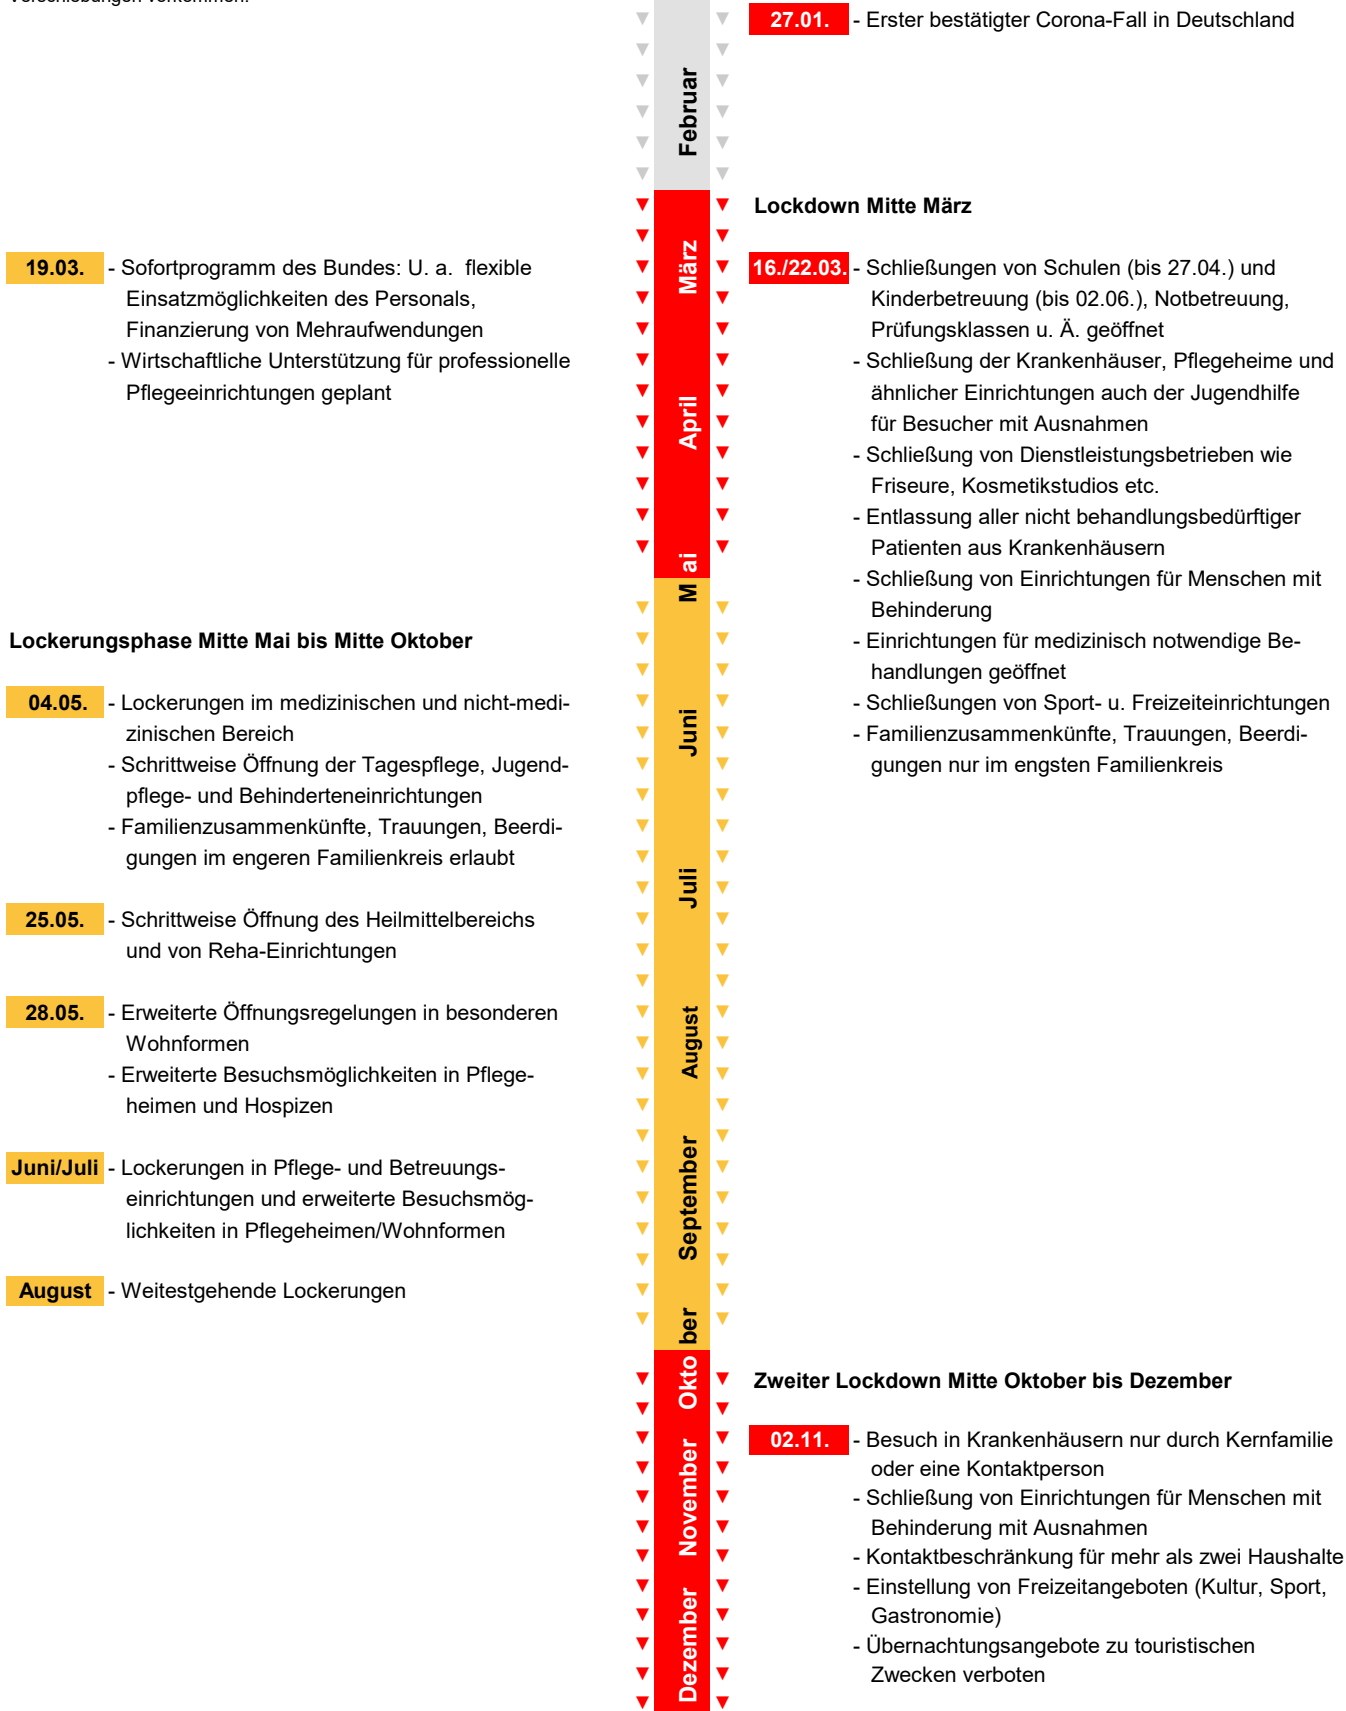 27.01. - Erster bestätigter Corona-Fall in Deutschland
Februar
Lockdown Mitte März
März
19.03. - Sofortprogramm des Bundes: U. a. flexible
Einsatzmöglichkeiten des Personals,
Finanzierung von Mehraufwendungen
- Wirtschaftliche Unterstützung für professionelle
Pflegeeinrichtungen geplant
16./22.03. - Schließungen von Schulen (bis 27.04.) und
Kinderbetreuung (bis 02.06.), Notbetreuung,
Prüfungsklassen u. Ä. geöffnet
- Schließung der Krankenhäuser, Pflegeheime und
ähnlicher Einrichtungen auch der Jugendhilfe
für Besucher mit Ausnahmen
- Schließung von Dienstleistungsbetrieben wie
Friseure, Kosmetikstudios etc.
- Entlassung aller nicht behandlungsbedürftiger
Patienten aus Krankenhäusern
- Schließung von Einrichtungen für Menschen mit
Behinderung
- Einrichtungen für medizinisch notwendige Be-
handlungen geöffnet
- Schließungen von Sport- u. Freizeiteinrichtungen
- Familienzusammenkünfte, Trauungen, Beerdi-
gungen nur im engsten Familienkreis
April
Mai
Lockerungsphase Mitte Mai bis Mitte Oktober
04.05. - Lockerungen im medizinischen und nicht-medi-
zinischen Bereich
- Schrittweise Öffnung der Tagespflege, Jugend-
pflege- und Behinderteneinrichtungen
- Familienzusammenkünfte, Trauungen, Beerdi-
gungen im engeren Familienkreis erlaubt
Juni
Juli
25.05. - Schrittweise Öffnung des Heilmittelbereichs
und von Reha-Einrichtungen
28.05. - Erweiterte Öffnungsregelungen in besonderen
Wohnformen
- Erweiterte Besuchsmöglichkeiten in Pflege-
heimen und Hospizen
August
Juni/Juli - Lockerungen in Pflege- und Betreuungs-
einrichtungen und erweiterte Besuchsmög-
lichkeiten in Pflegeheimen/Wohnformen
September
August - Weitestgehende Lockerungen
Oktober
Zweiter Lockdown Mitte Oktober bis Dezember
November
02.11. - Besuch in Krankenhäusern nur durch Kernfamilie
oder eine Kontaktperson
- Schließung von Einrichtungen für Menschen mit
Behinderung mit Ausnahmen
- Kontaktbeschränkung für mehr als zwei Haushalte
- Einstellung von Freizeitangeboten (Kultur, Sport,
Gastronomie)
- Übernachtungsangebote zu touristischen
Zwecken verboten
Dezember